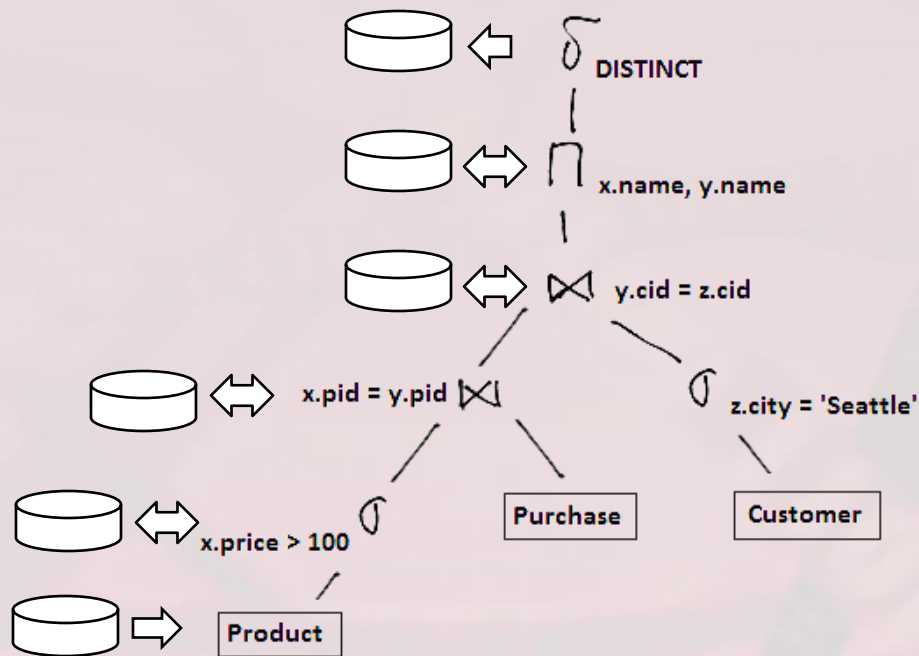 δ DISTINCT
Π x.name, y.name
⋈ y.cid = z.cid
x.pid = y.pid ⋈
σ z.city = 'Seattle'
Purchase
Customer
x.price > 100 σ
Product